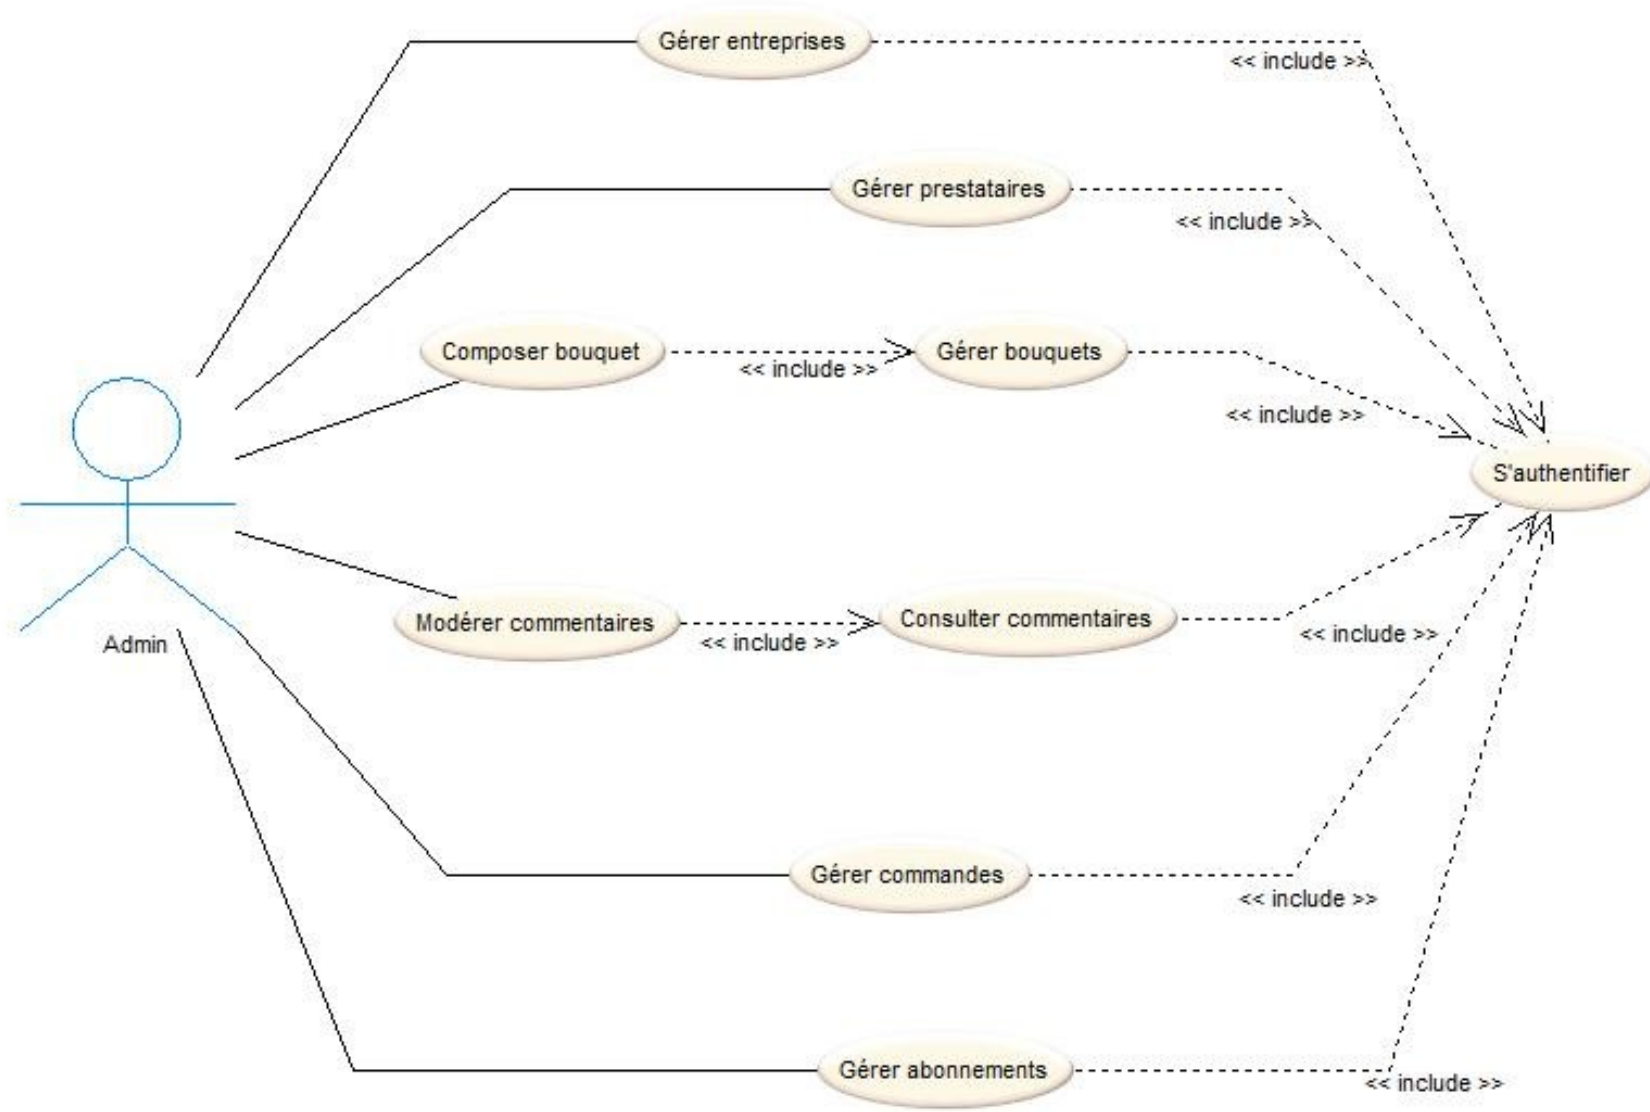 Gérer entreprises
<< include >>
Gérer prestataires
<< include >>
Composer bouquet
<< include >>
Gérer bouquets
<< include >>
S'authentifier
Admin
Modérer commentaires
<< include >>
Consulter commentaires
<< include >>
Gérer commandes
<< include >>
Gérer abonnements
<< include >>